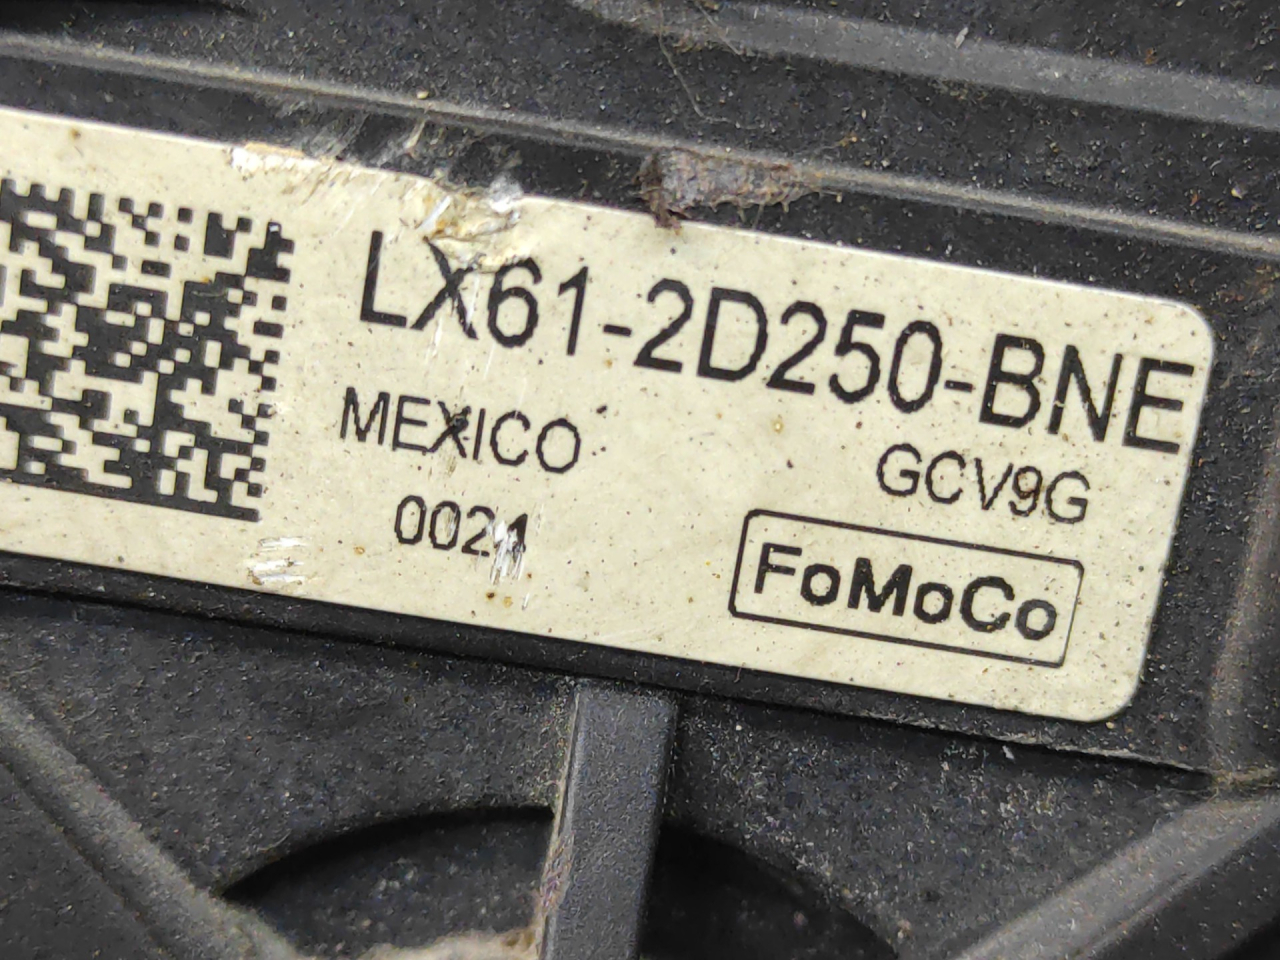 LX61-2D250-BNE
MEXICO
GCV9G
0021
FoMoCo